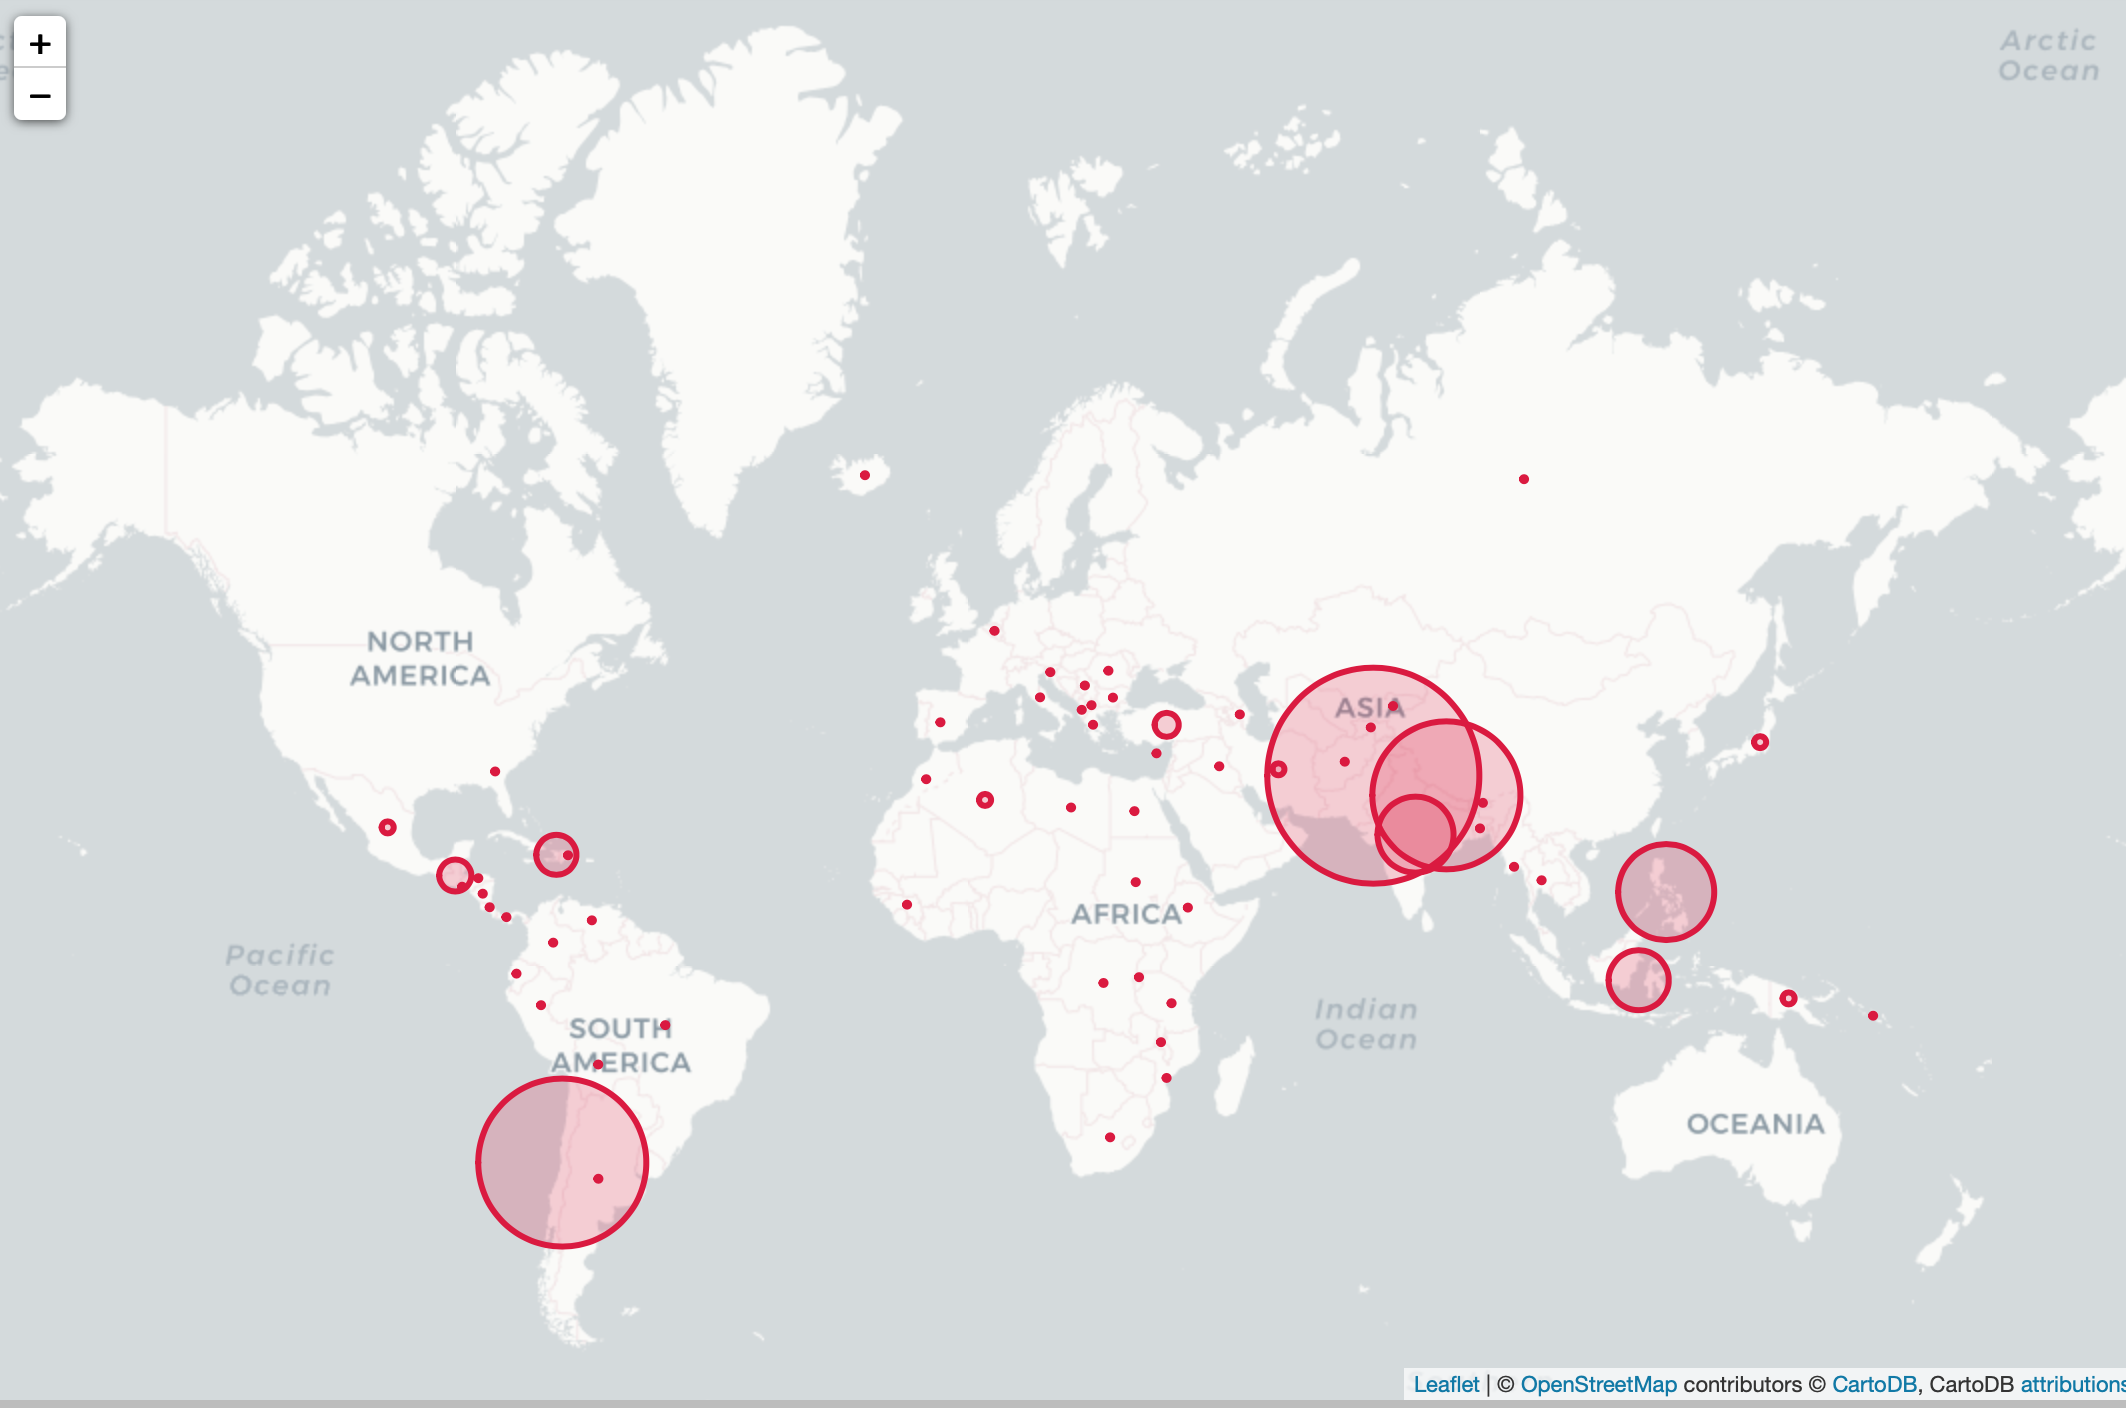 +
−
Arctic
Ocean
NORTH
AMERICA
ASIA
AFRICA
Pacific
Ocean
SOUTH
AMERICA
Indian
Ocean
OCEANIA
Leaflet | © OpenStreetMap contributors © CartoDB, CartoDB attributions